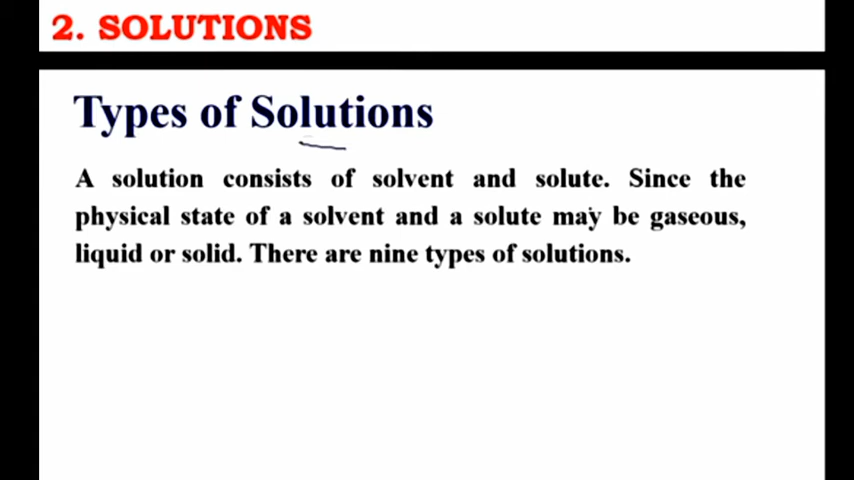 2. SOLUTIONS
Types of Solutions
A solution consists of solvent and solute. Since the
physical state of a solvent and a solute may be gaseous,
liquid or solid. There are nine types of solutions.